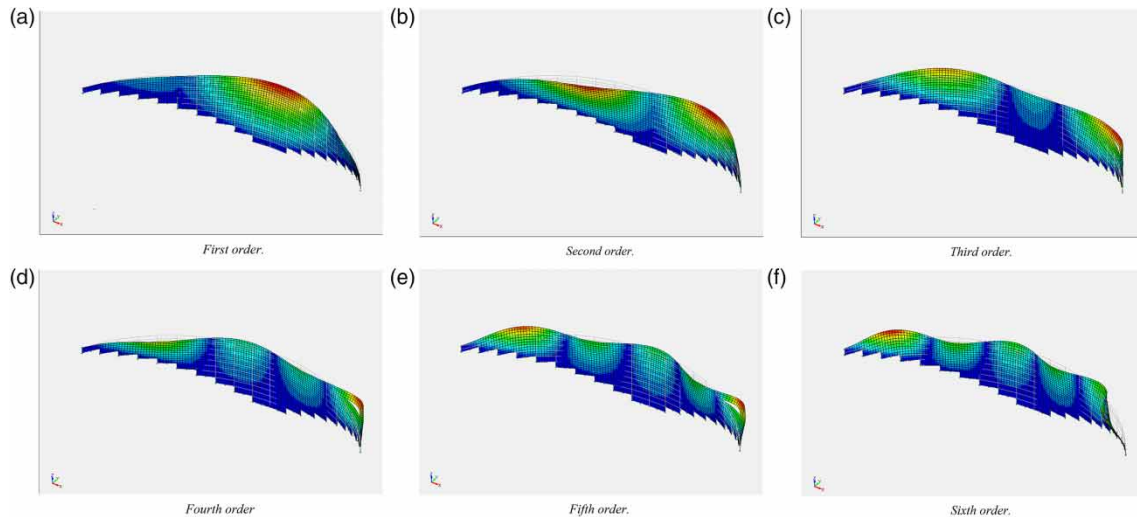 (a)
(b)
(c)
First order.
Second order.
Third order.
(d)
(e)
(f)
Fourth order
Fifth order.
Sixth order.